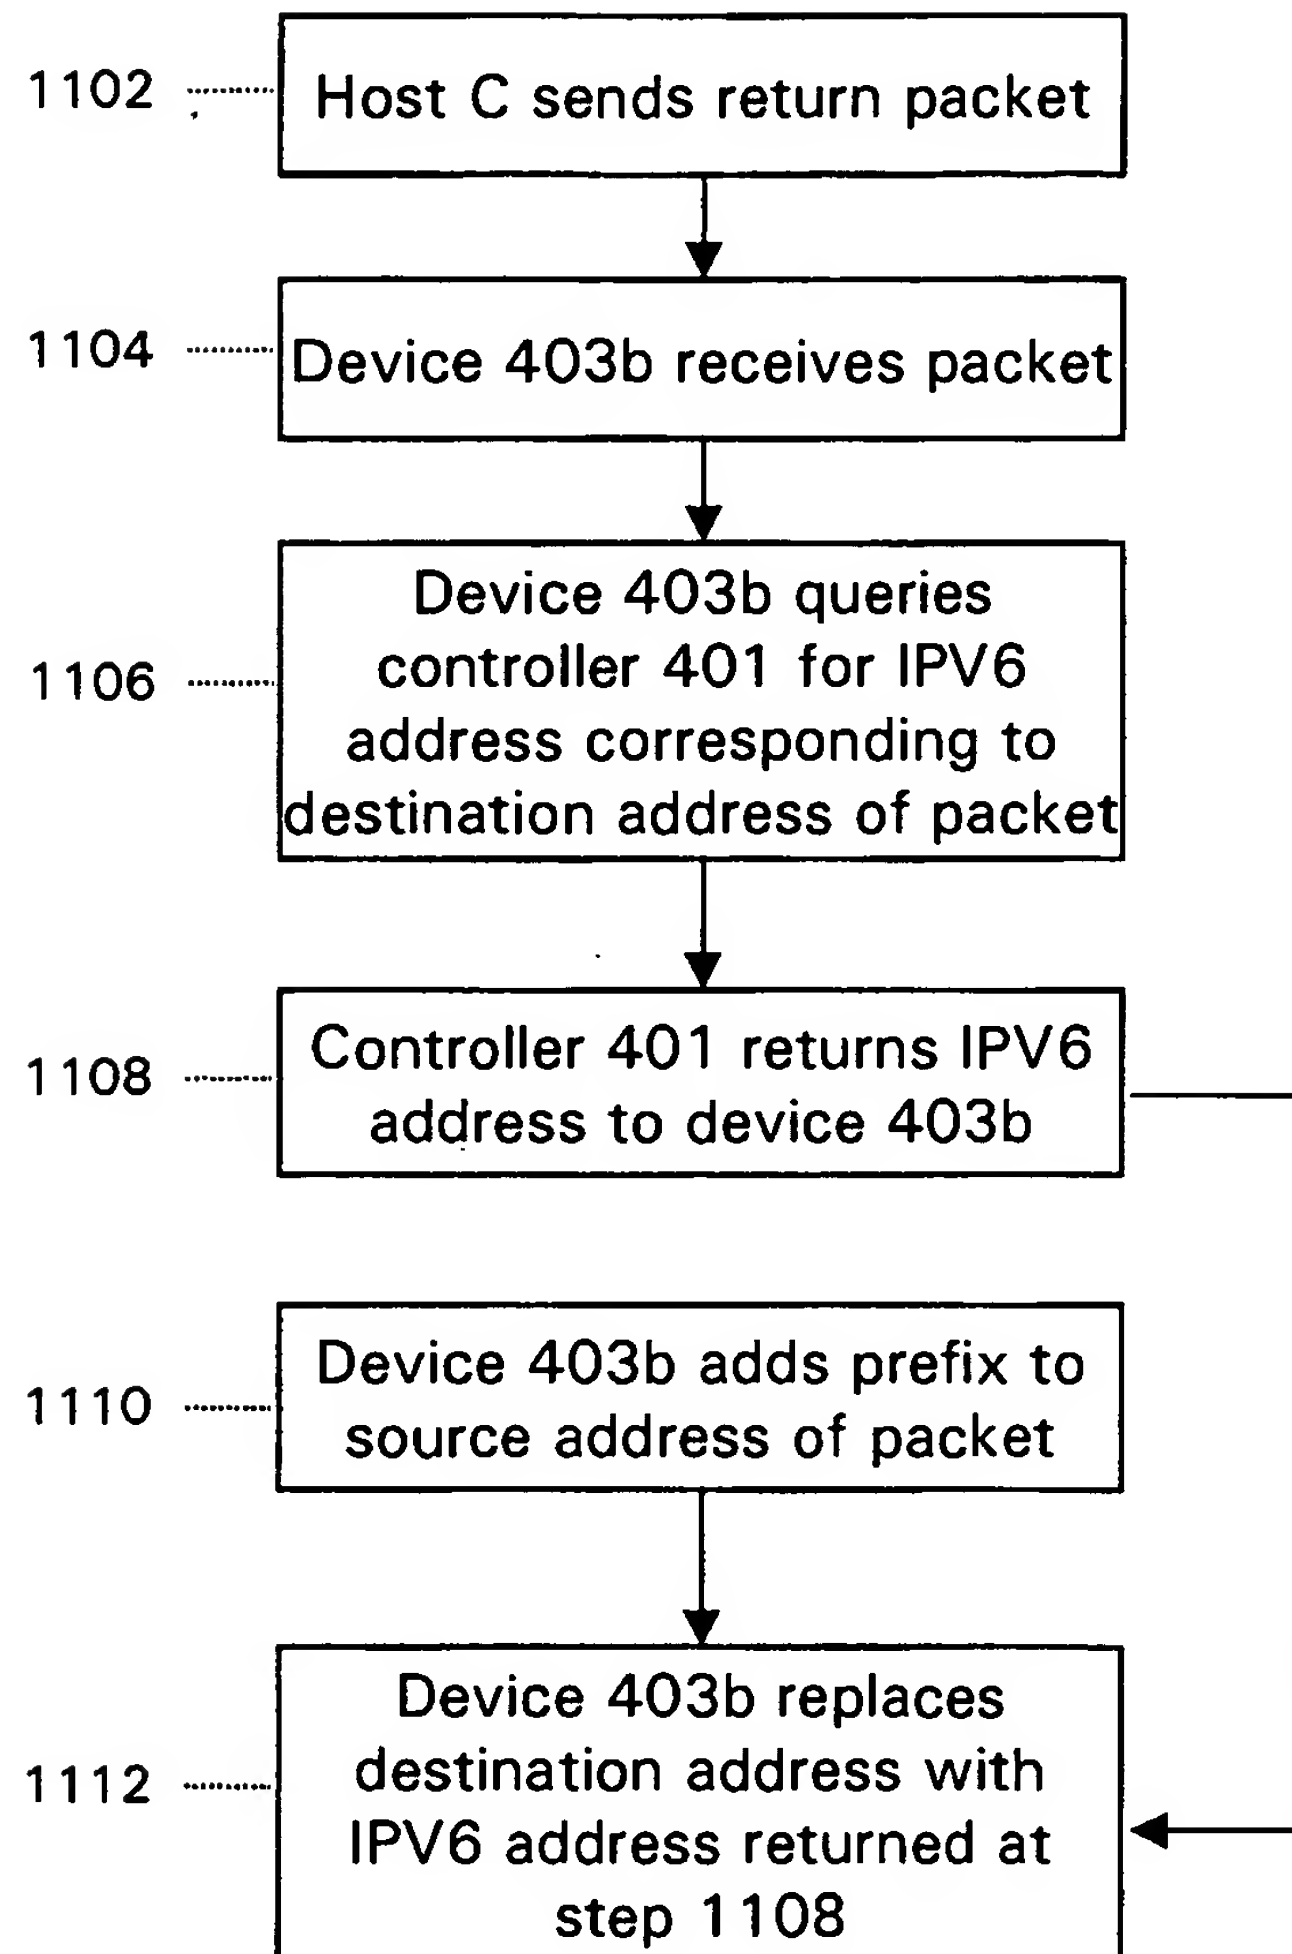 1102
Host C sends return packet
1104
Device 403b receives packet
1106
Device 403b queries
controller 401 for IPV6
address corresponding to
destination address of packet
1108
Controller 401 returns IPV6
address to device 403b
1110
Device 403b adds prefix to
source address of packet
1112
Device 403b replaces
destination address with
IPV6 address returned at
step 1108